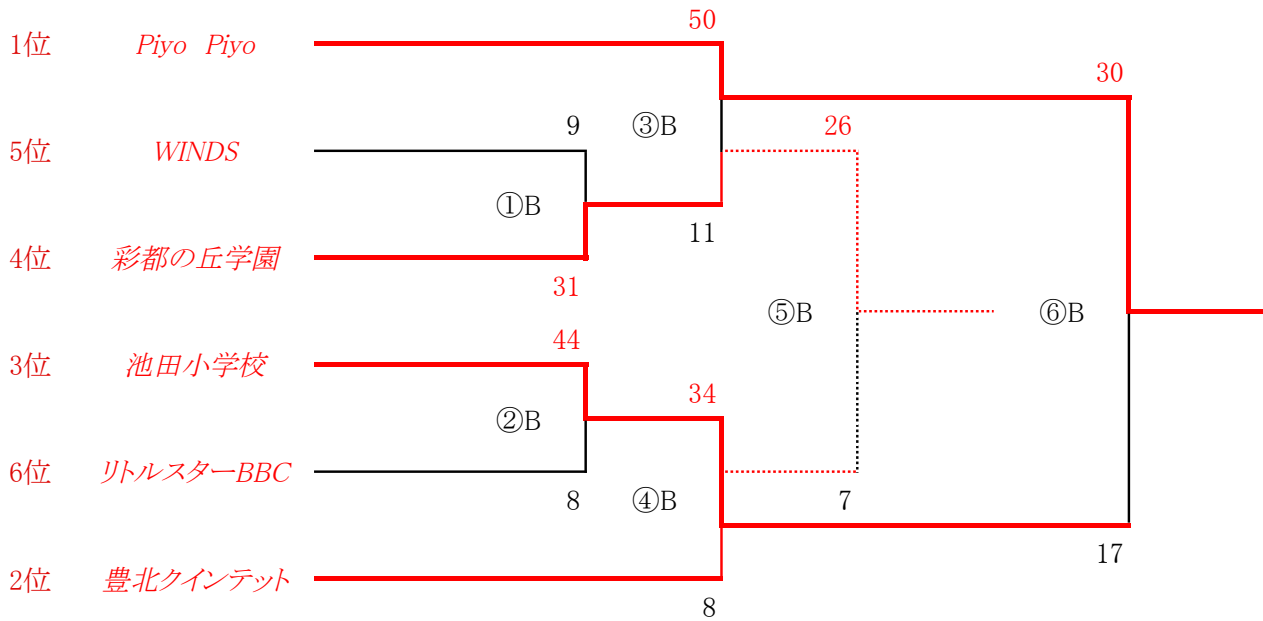 50
1位 Piyo Piyo
30
9 ③B 26
5位 WINDS
①B
11
4位 彩都の丘学園
31
⑤B ⑥B
44
3位 池田小学校
34
②B
6位 リトルスターBBC
8 ④B 7
17
2位 豊北クインテット
8